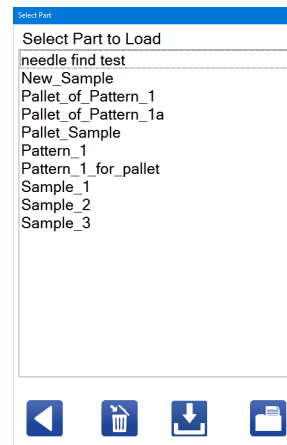 Select Part
Select Part to Load
needle find test
New_Sample
Pallet_of_Pattern_1
Pallet_of_Pattern_1a
Pallet_Sample
Pattern_1
Pattern_1_for_pallet
Sample_1
Sample_2
Sample_3